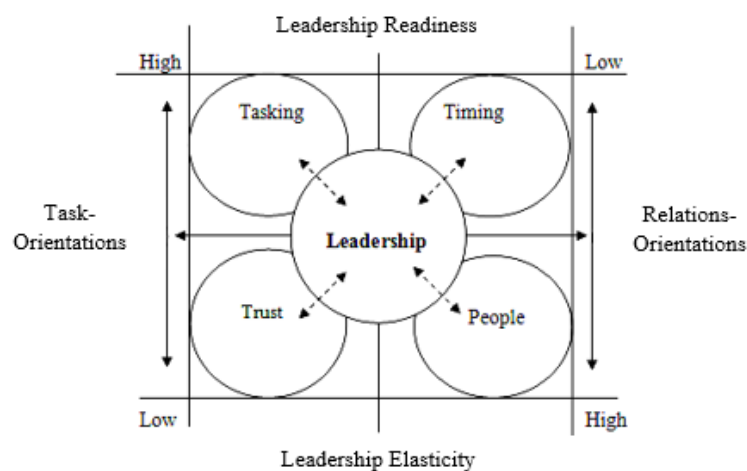 Leadership Readiness
High
Low
Tasking
Timing
Task-
Orientations
Leadership
Relations-
Orientations
Trust
People
Low
High
Leadership Elasticity